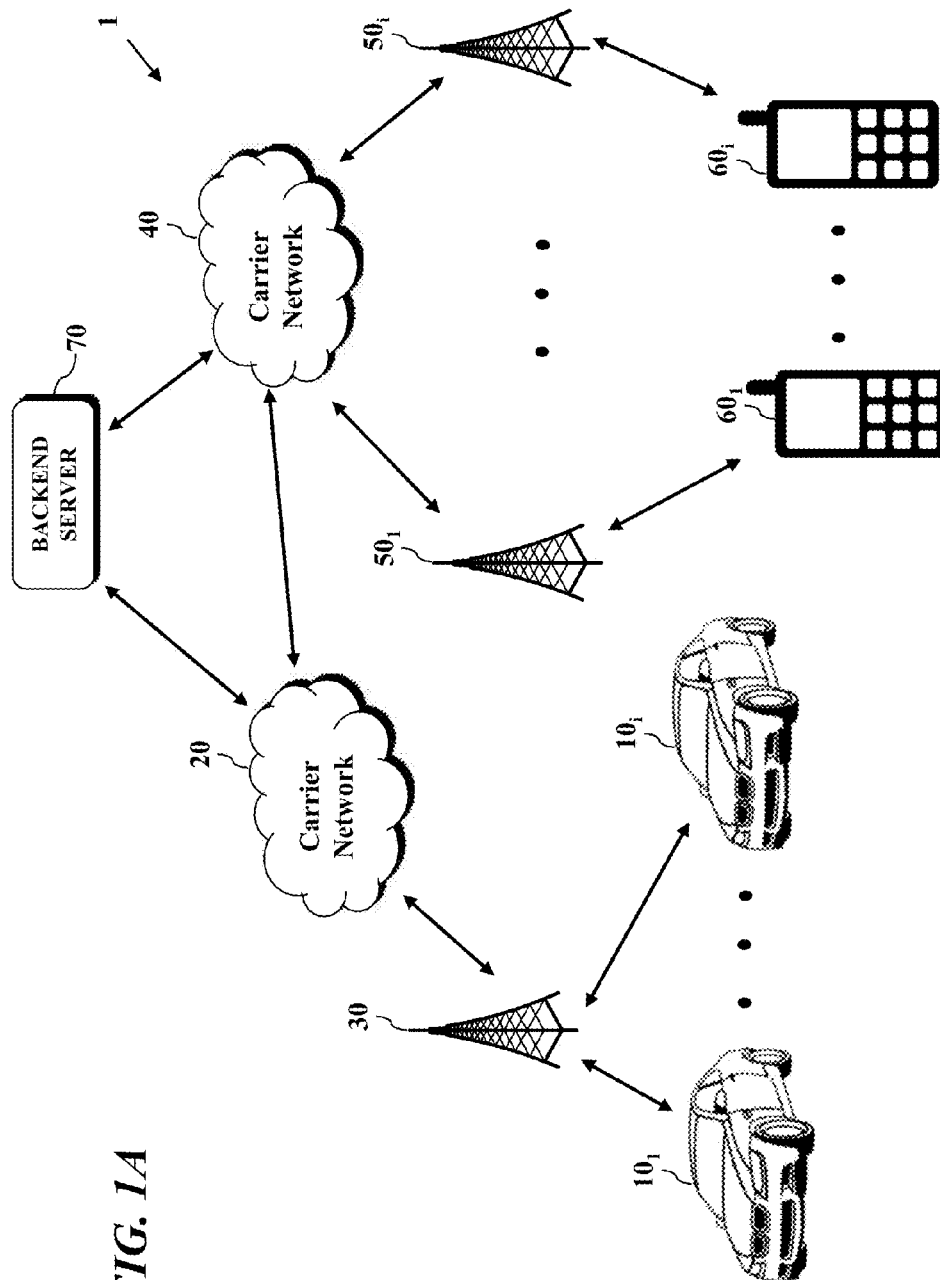 FIG. 1A
1
BACKEND
SERVER
70
20
Carrier
Network
40
Carrier
Network
30
50₁
50ᵢ
10₁
10ᵢ
60₁
60ᵢ